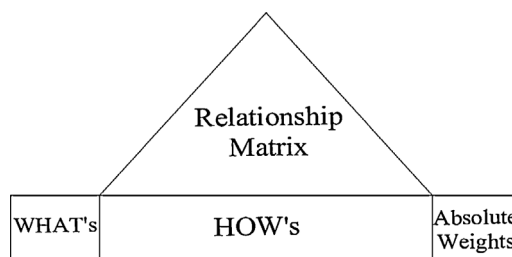 Relationship
Matrix
WHAT's
HOW's
Absolute
Weights